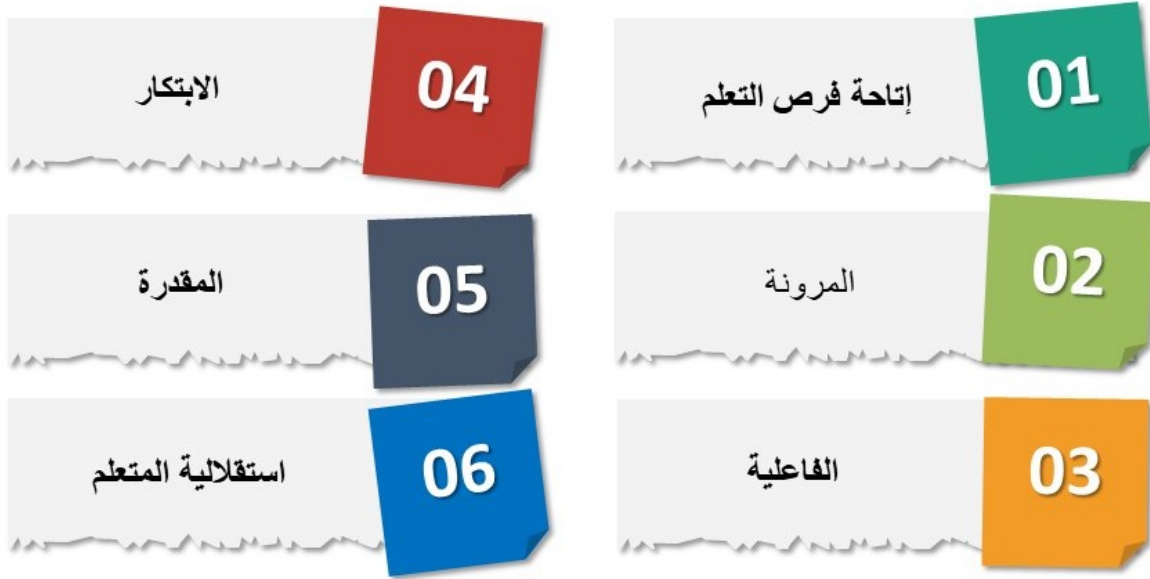 01
إتاحة فرص التعلم
02
المرونة
03
الفاعلية
04
الابتكار
05
المقدرة
06
استقلالية المتعلم